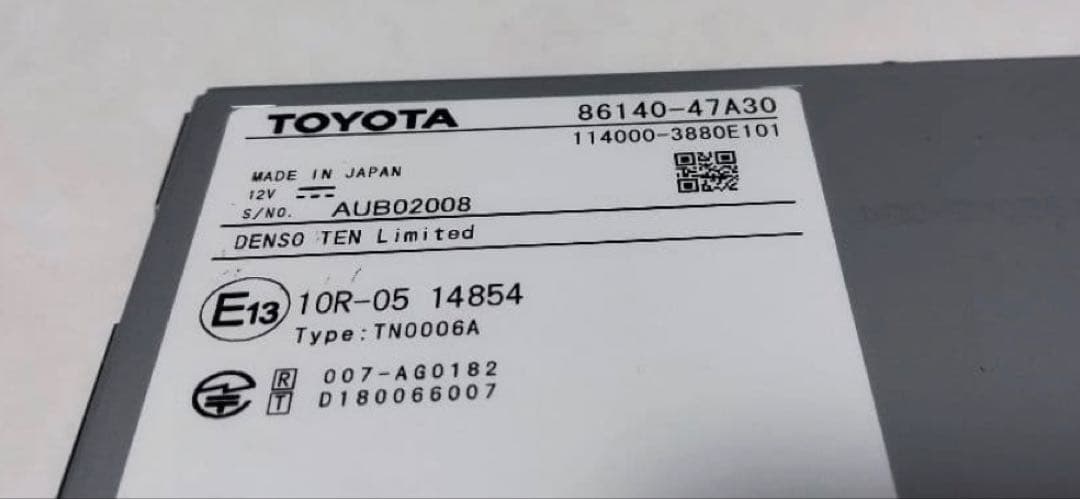 TOYOTA 86140-47A30
114000-3880E101
MADE IN JAPAN
12V
S/NO. AUB02008
DENSO TEN Limited
E13 10R-05 14854
Type:TN0006A
R 007-AG0182
T D180066007